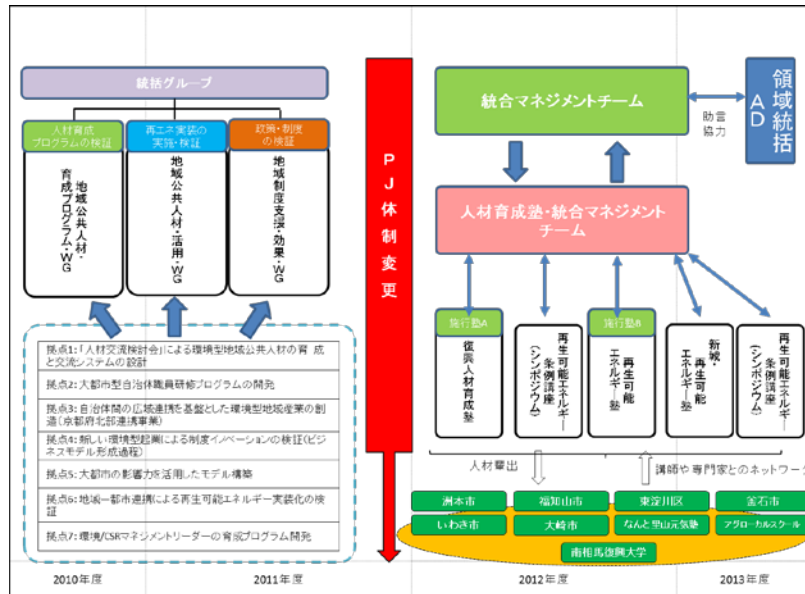 統括グループ
人材育成
プログラムの検証
再エネ実装の
実施・検証
政策・制度
の検証
地域公共人材・
育成プログラム・WG
地域公共人材・活用・WG
地域制度支援・効果・WG
拠点1:「人材交流検討会」による環境型地域公共人材の育 成
と交流システムの設計
拠点2:大都市型自治体職員研修プログラムの開発
拠点3:自治体間の広域連携を基盤とした環境型地域産業の創
造(京都府北部連携事業)
拠点4:新しい環境型起業による制度イノベーションの検証(ビジ
ネスモデル形成過程)
拠点5:大都市の影響力を活用したモデル構築
拠点6:地域ー都市連携による再生可能エネルギー実装化の検
証
拠点7:環境/CSRマネジメントリーダーの育成プログラム開発
PJ体制変更
統合マネジメントチーム
助言
協力
領域統括
AD
人材育成塾・統合マネジメント
チーム
施行塾A
復興人材育成塾
再生可能エネルギー
条例講座
(シンポジウム)
施行塾B
再生可能
エネルギー塾
新城・
再生可能
エネルギー塾
再生可能エネルギー
条例講座
(シンポジウム)
人材輩出
講師や専門家とのネットワーク
洲本市
福知山市
東淀川区
釜石市
いわき市
大崎市
なんと里山元気塾
アグローカルスクール
南相馬復興大学
2010年度
2011年度
2012年度
2013年度